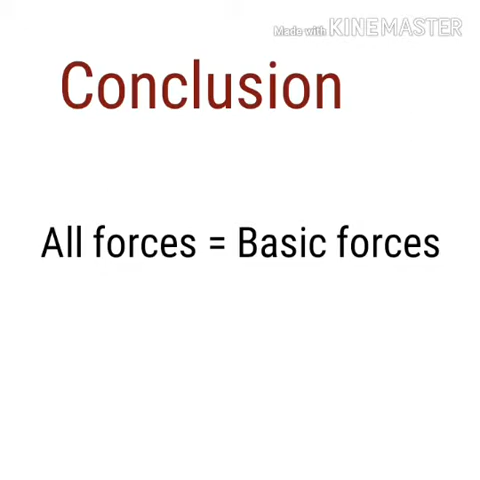 Made with KINEMASTER
Conclusion
All forces = Basic forces